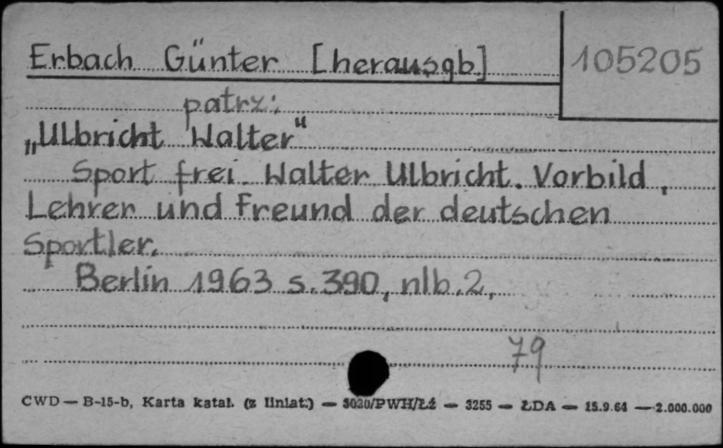 Erbach Günter [herausgb]
105205
patrz:
„Ulbricht Walter"
Sport frei. Walter Ulbricht. Vorbild,
Lehrer und Freund der deutschen
Sportler.
Berlin 1963 s. 390, nlb. 2,
79
CWD — B-15-b, Karta katal. (z liniat.) — 3020/PWH/Łź — 3255 — ŁDA — 15.9.64 — 2.000.000